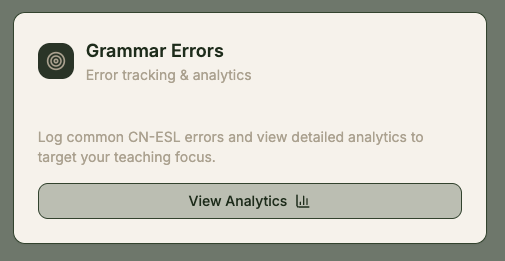 Grammar Errors
Error tracking & analytics
Log common CN-ESL errors and view detailed analytics to
target your teaching focus.
View Analytics